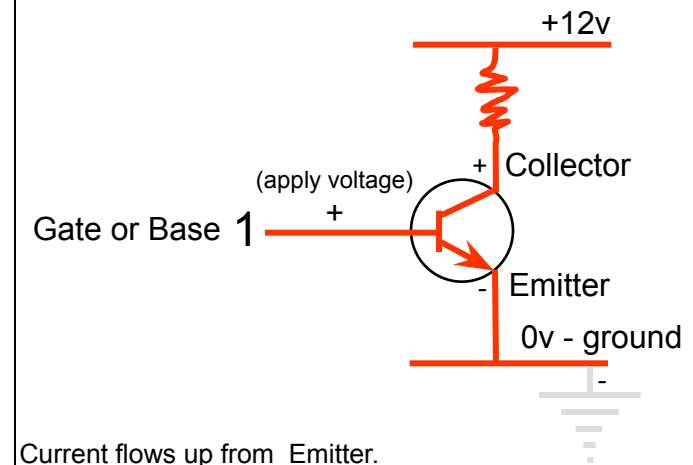 +12v
+ Collector
(apply voltage)
+
Gate or Base 1
- Emitter
0v - ground
-
Current flows up from Emitter.